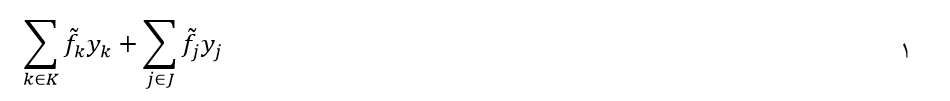 ∑_{k∈K} f̃_k y_k + ∑_{j∈J} f̃_j y_j ١